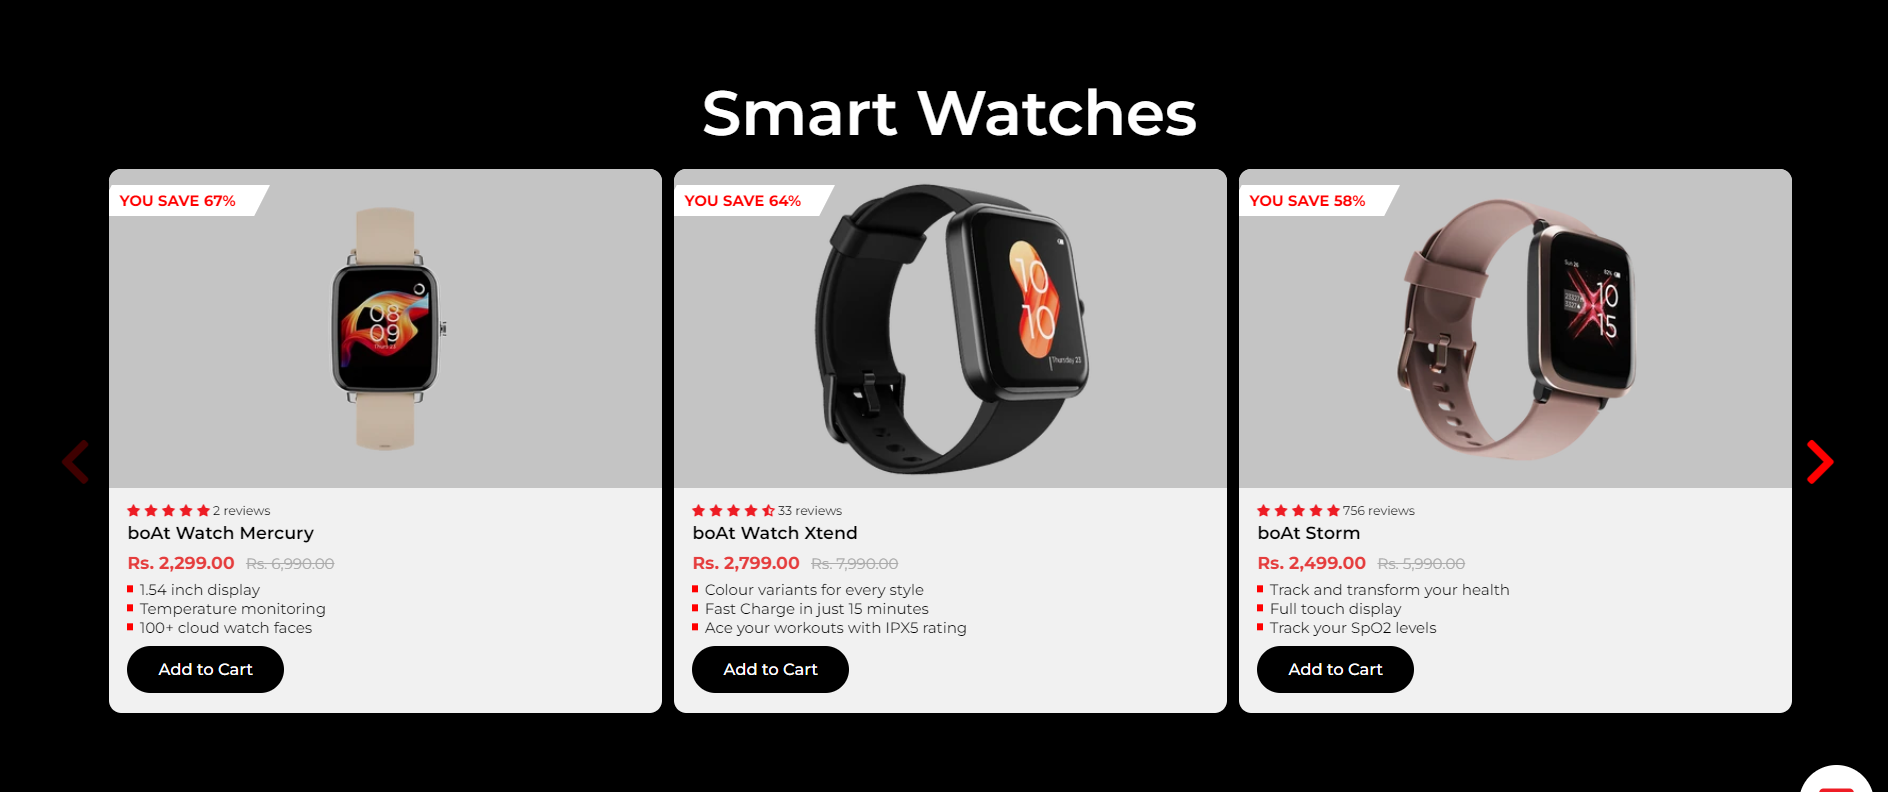 Smart Watches
YOU SAVE 67%
08
09
2 reviews
boAt Watch Mercury
Rs. 2,299.00 Rs. 6,990.00
1.54 inch display
Temperature monitoring
100+ cloud watch faces
Add to Cart
YOU SAVE 64%
10
10
Thursday 23
33 reviews
boAt Watch Xtend
Rs. 2,799.00 Rs. 7,990.00
Colour variants for every style
Fast Charge in just 15 minutes
Ace your workouts with IPX5 rating
Add to Cart
YOU SAVE 58%
10
15
756 reviews
boAt Storm
Rs. 2,499.00 Rs. 5,990.00
Track and transform your health
Full touch display
Track your SpO2 levels
Add to Cart